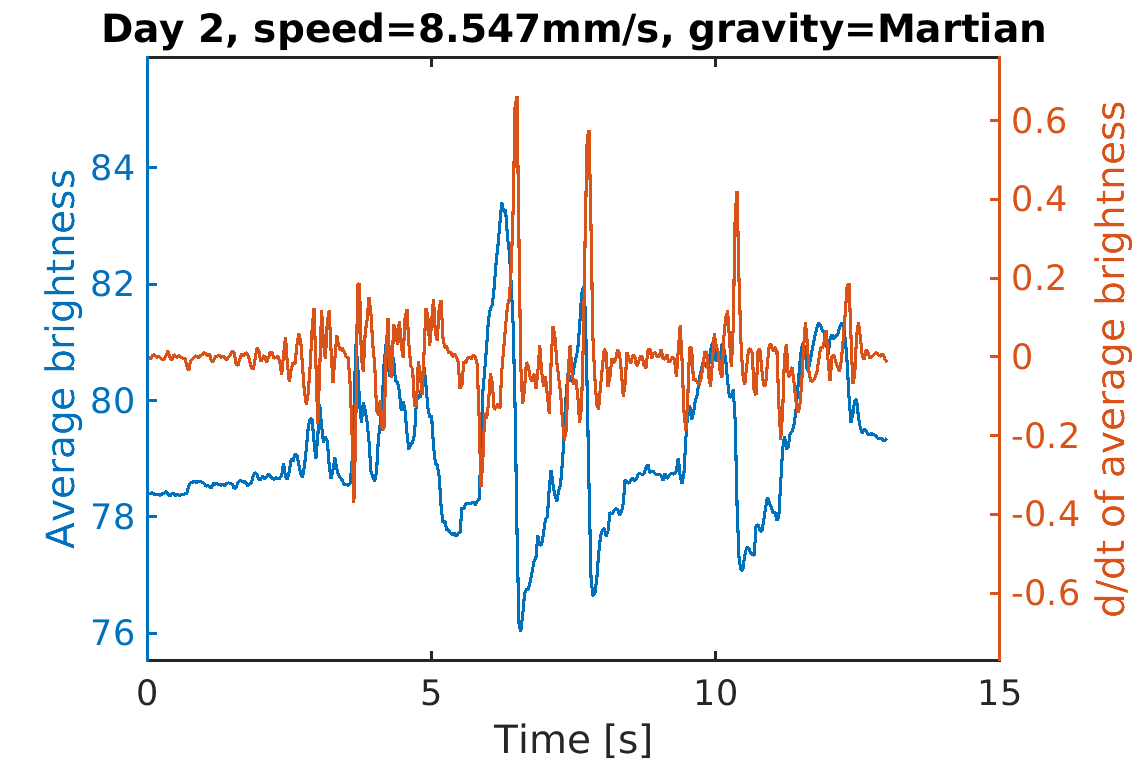 Day 2, speed=8.547mm/s, gravity=Martian
Average brightness
84
82
80
78
76
0.6
0.4
0.2
0
-0.2
-0.4
-0.6
d/dt of average brightness
0 5 10 15
Time [s]